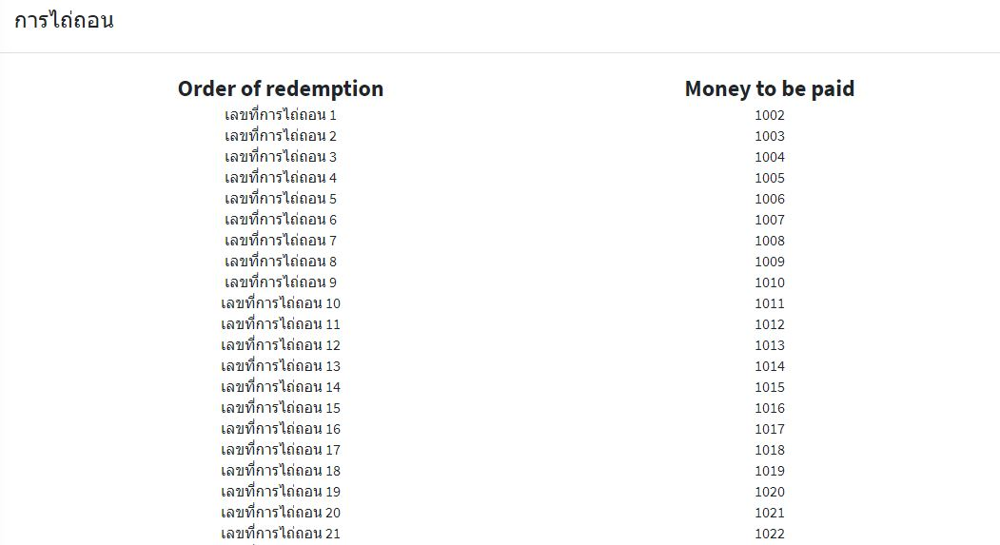 การไถ่ถอน
Order of redemption Money to be paid
เลขที่การไถ่ถอน 1 1002
เลขที่การไถ่ถอน 2 1003
เลขที่การไถ่ถอน 3 1004
เลขที่การไถ่ถอน 4 1005
เลขที่การไถ่ถอน 5 1006
เลขที่การไถ่ถอน 6 1007
เลขที่การไถ่ถอน 7 1008
เลขที่การไถ่ถอน 8 1009
เลขที่การไถ่ถอน 9 1010
เลขที่การไถ่ถอน 10 1011
เลขที่การไถ่ถอน 11 1012
เลขที่การไถ่ถอน 12 1013
เลขที่การไถ่ถอน 13 1014
เลขที่การไถ่ถอน 14 1015
เลขที่การไถ่ถอน 15 1016
เลขที่การไถ่ถอน 16 1017
เลขที่การไถ่ถอน 17 1018
เลขที่การไถ่ถอน 18 1019
เลขที่การไถ่ถอน 19 1020
เลขที่การไถ่ถอน 20 1021
เลขที่การไถ่ถอน 21 1022